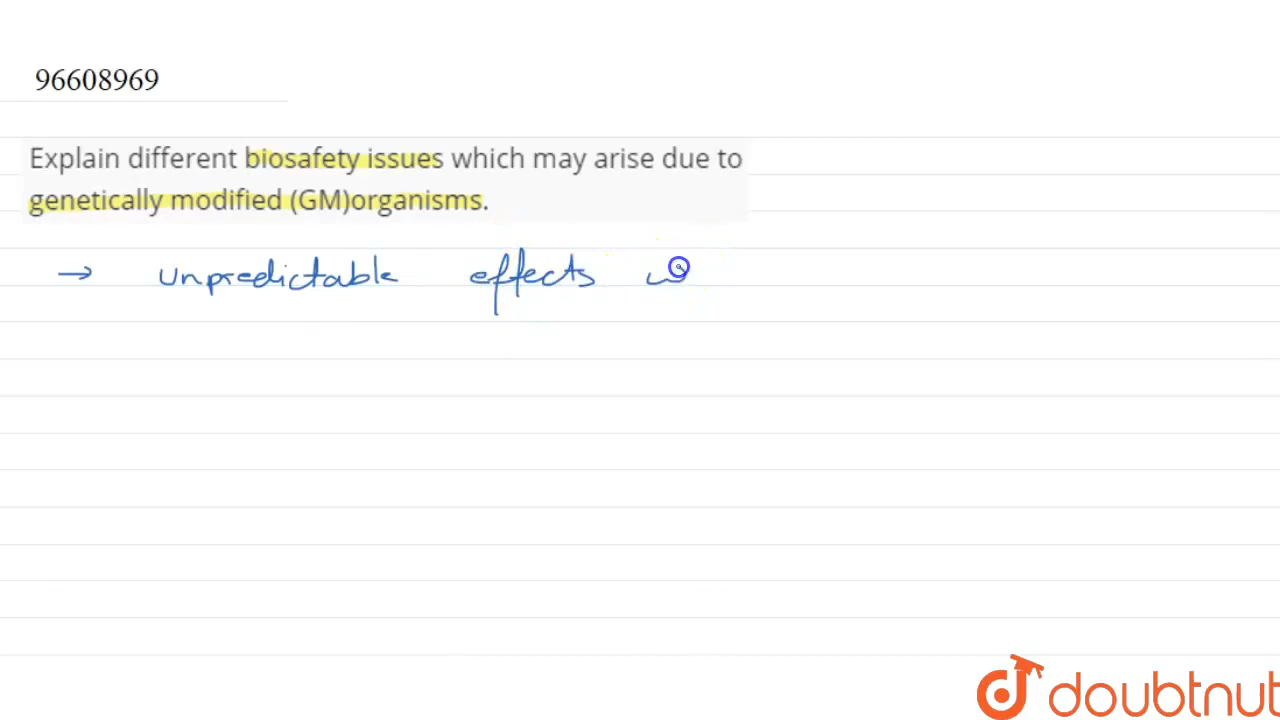 96608969
Explain different biosafety issues which may arise due to
genetically modified (GM)organisms.
→ unpredictable effects
doubtnut